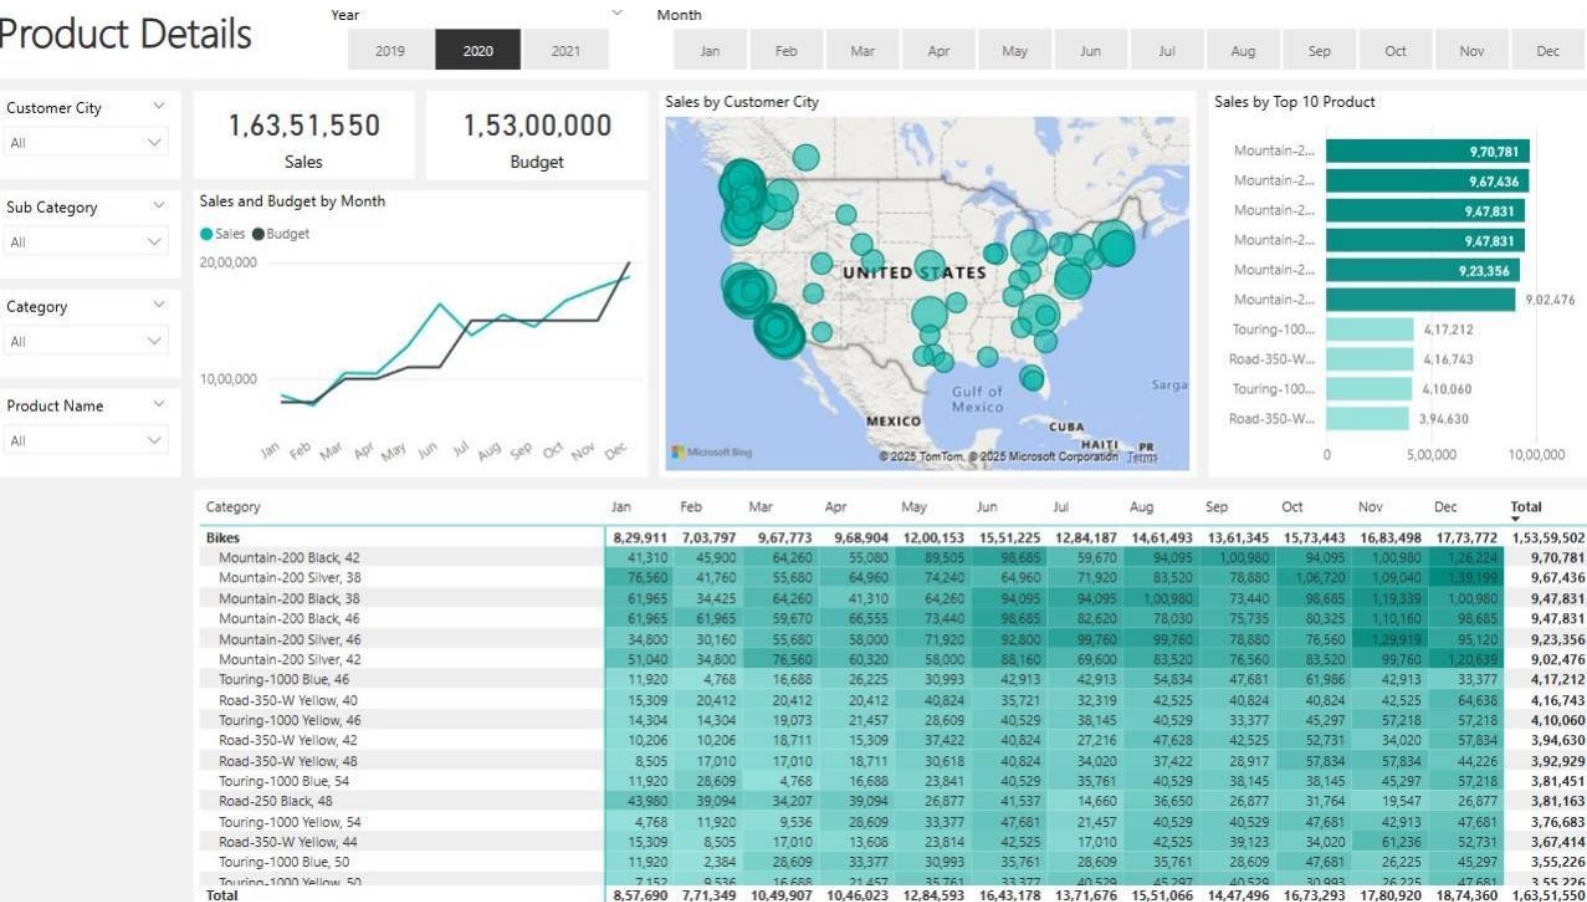 Product Details
Year
2019 2020 2021
Month
Jan Feb Mar Apr May Jun Jul Aug Sep Oct Nov Dec
Customer City
All
Sub Category
All
Category
All
Product Name
All
1,63,51,550
Sales
1,53,00,000
Budget
Sales and Budget by Month
Sales Budget
20,00,000
10,00,000
Jan Feb Mar Apr May Jun Jul Aug Sep Oct Nov Dec
Sales by Customer City
UNITED STATES
Gulf of
Mexico
Sarga
MEXICO
CUBA
HAITI
PR
Microsoft Bing
© 2025 TomTom, © 2025 Microsoft Corporation Terms
Sales by Top 10 Product
Mountain-2... 9,70,781
Mountain-2... 9,67,436
Mountain-2... 9,47,831
Mountain-2... 9,47,831
Mountain-2... 9,23,356
Mountain-2... 9,02,476
Touring-100... 4,17,212
Road-350-W... 4,16,743
Touring-100... 4,10,060
Road-350-W... 3,94,630
0 5,00,000 10,00,000
Category Jan Feb Mar Apr May Jun Jul Aug Sep Oct Nov Dec Total
Bikes 8,29,911 7,03,797 9,67,773 9,68,904 12,00,153 15,51,225 12,84,187 14,61,493 13,61,345 15,73,443 16,83,498 17,73,772 1,53,59,502
Mountain-200 Black, 42 41,310 45,900 64,260 55,080 89,505 98,685 59,670 94,095 1,00,980 94,095 1,00,980 1,26,224 9,70,781
Mountain-200 Silver, 38 76,560 41,760 55,680 64,960 74,240 64,960 71,920 83,520 78,880 1,06,720 1,09,040 1,39,199 9,67,436
Mountain-200 Black, 38 61,965 34,425 64,260 41,310 64,260 94,095 94,095 1,00,980 73,440 98,685 1,19,339 1,00,980 9,47,831
Mountain-200 Black, 46 61,965 61,965 59,670 66,555 73,440 98,685 82,620 78,030 75,735 80,325 1,10,160 98,685 9,47,831
Mountain-200 Silver, 46 34,800 30,160 55,680 58,000 71,920 92,800 99,760 99,760 78,880 76,560 1,29,919 95,120 9,23,356
Mountain-200 Silver, 42 51,040 34,800 76,560 60,320 58,000 88,160 69,600 83,520 76,560 83,520 99,760 1,20,639 9,02,476
Touring-1000 Blue, 46 11,920 4,768 16,688 26,225 30,993 42,913 42,913 54,834 47,681 61,986 42,913 33,377 4,17,212
Road-350-W Yellow, 40 15,309 20,412 20,412 20,412 40,824 35,721 32,319 42,525 40,824 40,824 42,525 64,638 4,16,743
Touring-1000 Yellow, 46 14,304 14,304 19,073 21,457 28,609 40,529 38,145 40,529 33,377 45,297 57,218 57,218 4,10,060
Road-350-W Yellow, 42 10,206 10,206 18,711 15,309 37,422 40,824 27,216 47,628 42,525 52,731 34,020 57,834 3,94,630
Road-350-W Yellow, 48 8,505 17,010 17,010 18,711 30,618 40,824 34,020 37,422 28,917 57,834 57,834 44,226 3,92,929
Touring-1000 Blue, 54 11,920 28,609 4,768 16,688 23,841 40,529 35,761 40,529 38,145 38,145 45,297 57,218 3,81,451
Road-250 Black, 48 43,980 39,094 34,207 39,094 26,877 41,537 14,660 36,650 26,877 31,764 19,547 26,877 3,81,163
Touring-1000 Yellow, 54 4,768 11,920 9,536 28,609 33,377 47,681 21,457 40,529 40,529 47,681 42,913 47,681 3,76,683
Road-350-W Yellow, 44 15,309 8,505 17,010 13,608 23,814 42,525 17,010 42,525 39,123 34,020 61,236 52,731 3,67,414
Touring-1000 Blue, 50 11,920 2,384 28,609 33,377 30,993 35,761 28,609 35,761 28,609 47,681 26,225 45,297 3,55,226
Touring-1000 Yellow, 50 7,152 9,536 16,688 21,457 35,761 33,377 40,529 45,297 40,529 30,993 26,225 47,681 3,55,226
Total 8,57,690 7,71,349 10,49,907 10,46,023 12,84,593 16,43,178 13,71,676 15,51,066 14,47,496 16,73,293 17,80,920 18,74,360 1,63,51,550